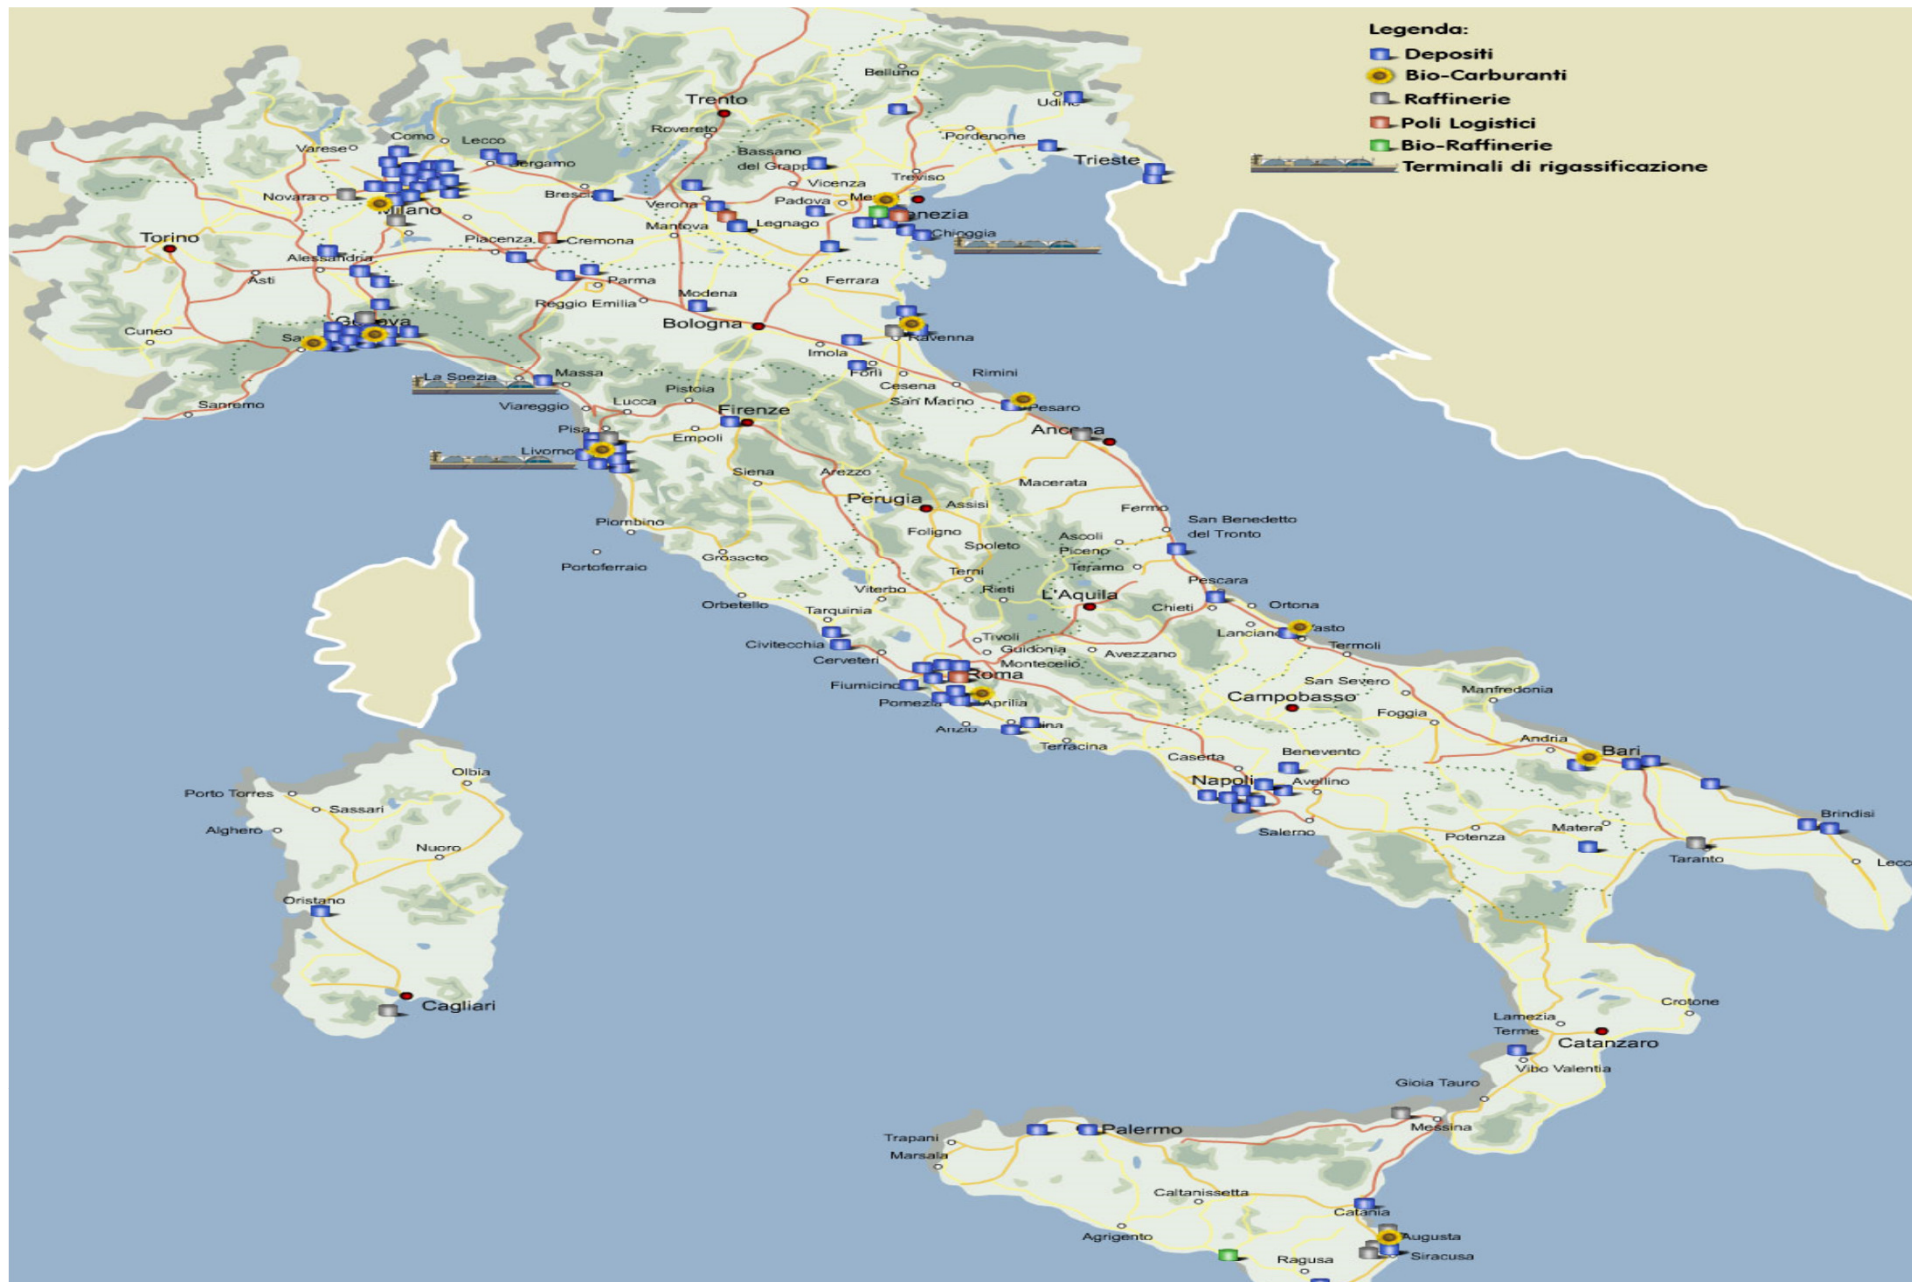 Legenda:
Depositi
Bio-Carburanti
Raffinerie
Poli Logistici
Bio-Raffinerie
Terminali di rigassificazione
Belluno
Trento
Rovereto
Como
Lecco
Varese
Bassano
del Grappa
Pordenone
Trieste
Treviso
Vicenza
Novara
Verona
Padova
Milano
Legnago
Mantova
Chioggia
Torino
Piacenza
Cremona
Alessandria
Asti
Parma
Ferrara
Reggio Emilia
Modena
Bologna
Cuneo
Ravenna
Imola
Forlì
Cesena
Rimini
San Marino
La Spezia
Massa
Pistoia
Sanremo
Viareggio
Lucca
Firenze
Pesaro
Pisa
Empoli
Ancona
Livorno
Siena
Arezzo
Macerata
Perugia
Assisi
Fermo
Piombino
Foligno
San Benedetto
del Tronto
Spoleto
Ascoli
Piceno
Grosseto
Portoferraio
Terni
Teramo
Pescara
Viterbo
Rieti
L'Aquila
Orbetello
Tarquinia
Chieti
Ortona
Lanciano
Vasto
Civitecchia
Tivoli
Termoli
Cerveteri
Guidonia
Montecelio
Avezzano
Roma
Fiumicino
San Severo
Manfredonia
Pomezia
Aprilia
Campobasso
Foggia
Anzio
Terracina
Andria
Bari
Caserta
Benevento
Napoli
Avellino
Olbia
Porto Torres
Sassari
Alghero
Salerno
Potenza
Matera
Brindisi
Nuoro
Taranto
Lecc
Oristano
Cagliari
Crotone
Lamezia
Terme
Catanzaro
Vibo Valentia
Gioia Tauro
Messina
Palermo
Trapani
Marsala
Caltanissetta
Catania
Agrigento
Augusta
Siracusa
Ragusa